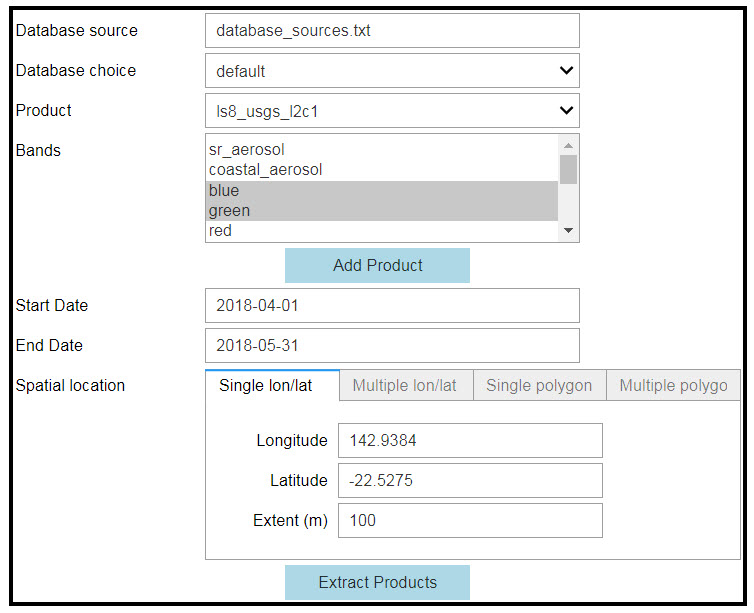 Database source database_sources.txt
Database choice default
Product ls8_usgs_l2c1
Bands
sr_aerosol
coastal_aerosol
blue
green
red
Add Product
Start Date 2018-04-01
End Date 2018-05-31
Spatial location Single lon/lat Multiple lon/lat Single polygon Multiple polygo
Longitude 142.9384
Latitude -22.5275
Extent (m) 100
Extract Products